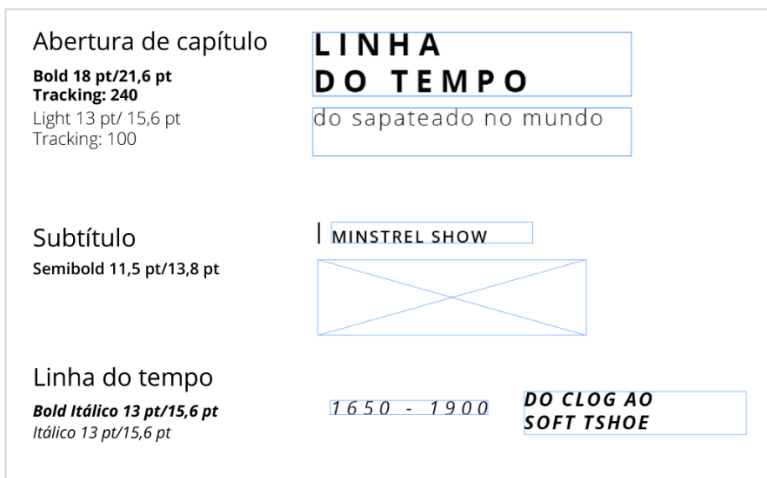 Abertura de capítulo
Bold 18 pt/21,6 pt
Tracking: 240
Light 13 pt/ 15,6 pt
Tracking: 100
LINHA
DO TEMPO
do sapateado no mundo
Subtítulo
Semibold 11,5 pt/13,8 pt
MINSTREL SHOW
Linha do tempo
Bold Itálico 13 pt/15,6 pt
Itálico 13 pt/15,6 pt
1650 - 1900
DO CLOG AO
SOFT TSHOE